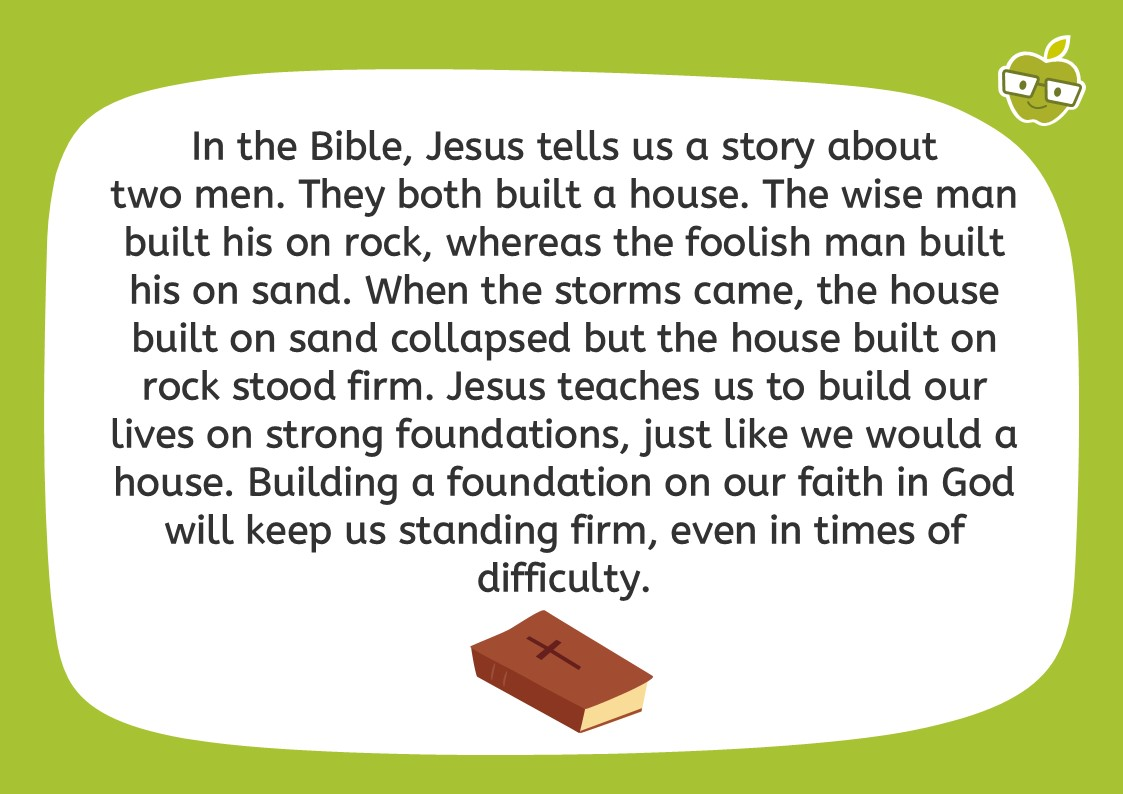 In the Bible, Jesus tells us a story about
two men. They both built a house. The wise man
built his on rock, whereas the foolish man built
his on sand. When the storms came, the house
built on sand collapsed but the house built on
rock stood firm. Jesus teaches us to build our
lives on strong foundations, just like we would a
house. Building a foundation on our faith in God
will keep us standing firm, even in times of
difficulty.